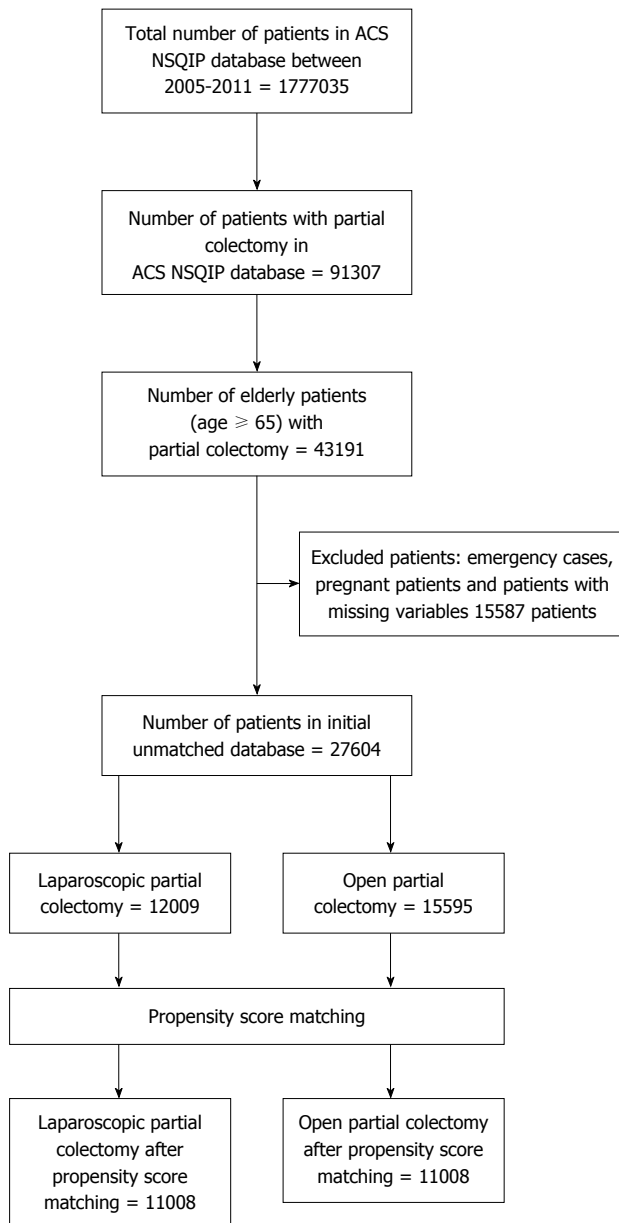 Total number of patients in ACS
NSQIP database between
2005-2011 = 1777035
Number of patients with partial
colectomy in
ACS NSQIP database = 91307
Number of elderly patients
(age ⩾ 65) with
partial colectomy = 43191
Excluded patients: emergency cases,
pregnant patients and patients with
missing variables 15587 patients
Number of patients in initial
unmatched database = 27604
Laparoscopic partial
colectomy = 12009
Open partial
colectomy = 15595
Propensity score matching
Laparoscopic partial
colectomy after
propensity score
matching = 11008
Open partial colectomy
after propensity score
matching = 11008